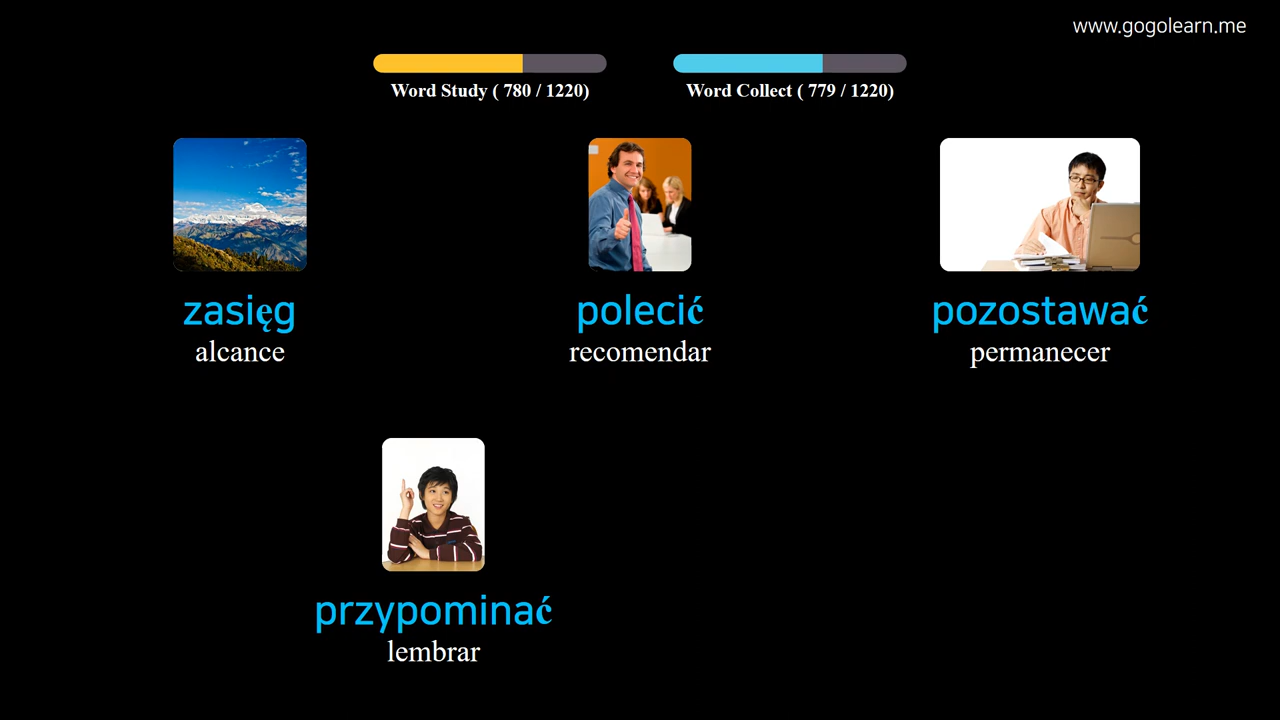 www.gogolearn.me
Word Study ( 780 / 1220)
Word Collect ( 779 / 1220)
zasięg
alcance
polecić
recomendar
pozostawać
permanecer
przypominać
lembrar